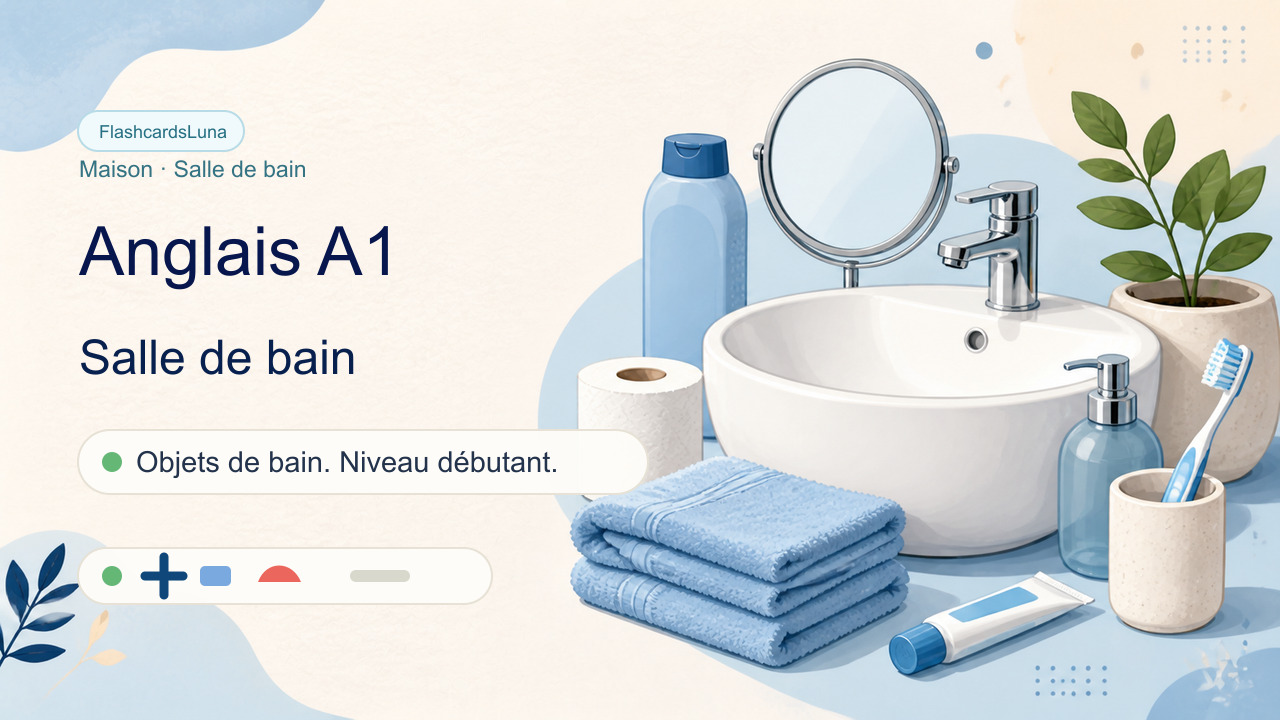 FlashcardsLuna
Maison · Salle de bain
Anglais A1
Salle de bain
Objets de bain. Niveau débutant.